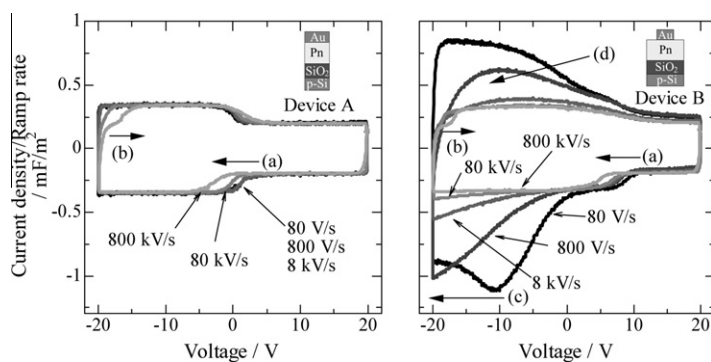 Current density/Ramp rate
/ mF/m²
1
0.5
0
-0.5
-1
-20
-10
0
10
20
Voltage / V
Au
Pn
SiO₂
p-Si
Device A
(b)
(a)
800 kV/s
80 kV/s
80 V/s
800 V/s
8 kV/s
-20
-10
0
10
20
Voltage / V
Au
Pn
SiO₂
p-Si
Device B
(d)
(b)
800 kV/s
(a)
80 kV/s
80 V/s
800 V/s
8 kV/s
(c)